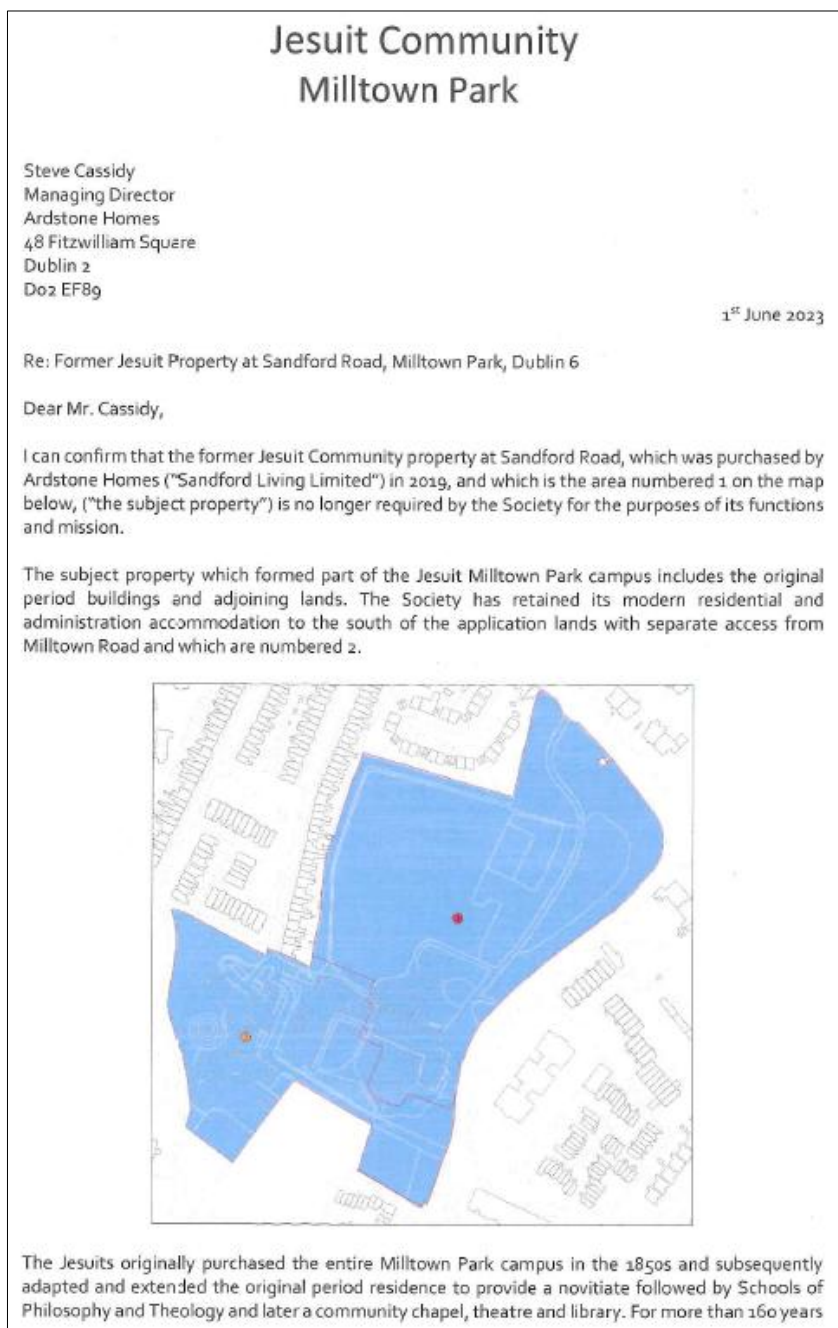 Jesuit Community
Milltown Park
Steve Cassidy
Managing Director
Ardstone Homes
48 Fitzwilliam Square
Dublin 2
D02 EF89
1st June 2023
Re: Former Jesuit Property at Sandford Road, Milltown Park, Dublin 6
Dear Mr. Cassidy,
I can confirm that the former Jesuit Community property at Sandford Road, which was purchased by
Ardstone Homes ("Sandford Living Limited") in 2019, and which is the area numbered 1 on the map
below, ("the subject property") is no longer required by the Society for the purposes of its functions
and mission.
The subject property which formed part of the Jesuit Milltown Park campus includes the original
period buildings and adjoining lands. The Society has retained its modern residential and
administration accommodation to the south of the application lands with separate access from
Milltown Road and which are numbered 2.
The Jesuits originally purchased the entire Milltown Park campus in the 1850s and subsequently
adapted and extended the original period residence to provide a novitiate followed by Schools of
Philosophy and Theology and later a community chapel, theatre and library. For more than 160 years